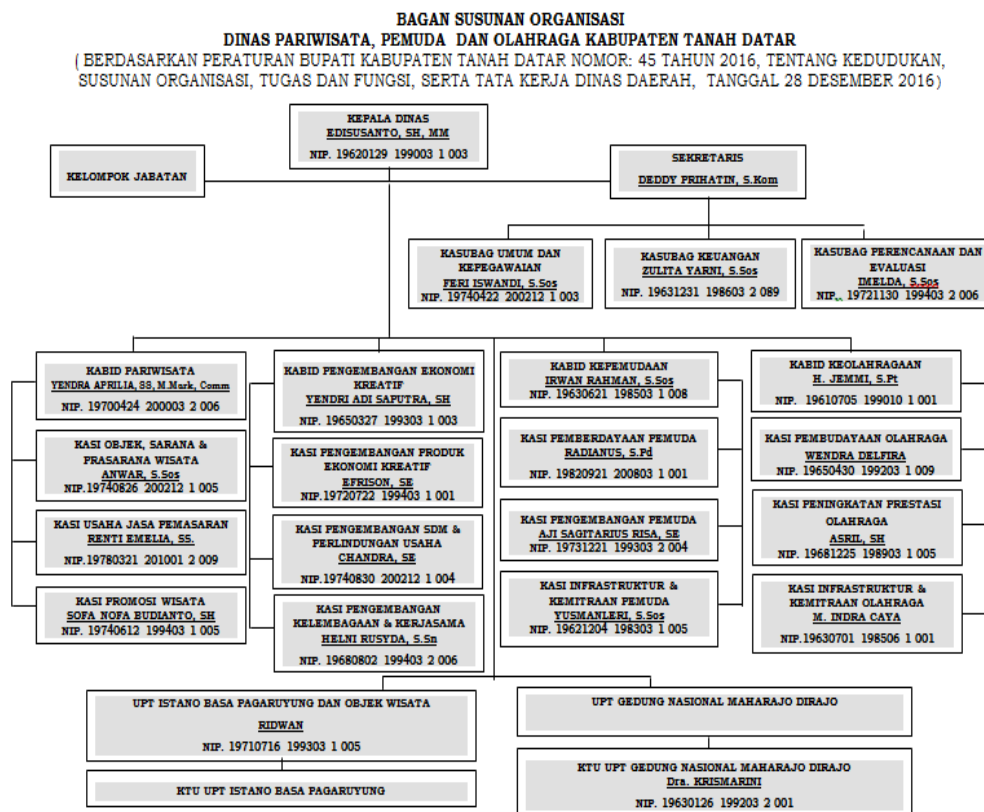 BAGAN SUSUNAN ORGANISASI
DINAS PARIWISATA, PEMUDA DAN OLAHRAGA KABUPATEN TANAH DATAR
( BERDASARKAN PERATURAN BUPATI KABUPATEN TANAH DATAR NOMOR: 45 TAHUN 2016, TENTANG KEDUDUKAN,
SUSUNAN ORGANISASI, TUGAS DAN FUNGSI, SERTA TATA KERJA DINAS DAERAH, TANGGAL 28 DESEMBER 2016)
KEPALA DINAS
EDISUSANTO, SH, MM
NIP. 19620129 199003 1 003
KELOMPOK JABATAN
SEKRETARIS
DEDDY PRIHATIN, S.Kom
KASUBAG UMUM DAN
KEPEGAWAIAN
FERI ISWANDI, S.Sos
NIP. 19740422 200212 1 003
KASUBAG KEUANGAN
ZULITA YARNI, S.Sos
NIP. 19631231 198603 2 089
KASUBAG PERENCANAAN DAN
EVALUASI
IMELDA, S.Sos
NIP. 19721130 199403 2 006
KABID PARIWISATA
YENDRA APRILIA, SS, M.Mark, Comm
NIP. 19700424 200003 2 006
KASI OBJEK, SARANA &
PRASARANA WISATA
ANWAR, S.Sos
NIP.19740826 200212 1 005
KASI USAHA JASA PEMASARAN
RENTI EMELIA, SS.
NIP.19780321 201001 2 009
KASI PROMOSI WISATA
SOFA NOFA BUDIANTO, SH
NIP. 19740612 199403 1 005
KABID PENGEMBANGAN EKONOMI
KREATIF
YENDRI ADI SAPUTRA, SH
NIP. 19650327 199303 1 003
KASI PENGEMBANGAN PRODUK
EKONOMI KREATIF
EFRISON, SE
NIP.19720722 199403 1 001
KASI PENGEMBANGAN SDM &
PERLINDUNGAN USAHA
CHANDRA, SE
NIP. 19740830 200212 1 004
KASI PENGEMBANGAN
KELEMBAGAAN & KERJASAMA
HELNI RUSYDA, S.Sn
NIP. 19680802 199403 2 006
KABID KEPEMUDAAN
IRWAN RAHMAN, S.Sos
NIP. 19630621 198503 1 008
KASI PEMBERDAYAAN PEMUDA
RADIANUS, S.Pd
NIP. 19820921 200803 1 001
KASI PENGEMBANGAN PEMUDA
AJI SAGITARIUS RISA, SE
NIP. 19731221 199303 2 004
KASI INFRASTRUKTUR &
KEMITRAAN PEMUDA
YUSMANLERI, S.Sos
NIP. 19621204 198303 1 005
KABID KEOLAHRAGAAN
H. JEMMI, S.Pt
NIP. 19610705 199010 1 001
KASI PEMBUDAYAAN OLAHRAGA
WENDRA DELFIRA
NIP. 19650430 199203 1 009
KASI PENINGKATAN PRESTASI
OLAHRAGA
ASRIL, SH
NIP. 19681225 198903 1 005
KASI INFRASTRUKTUR &
KEMITRAAN OLAHRAGA
M. INDRA CAYA
NIP.19630701 198506 1 001
UPT ISTANO BASA PAGARUYUNG DAN OBJEK WISATA
RIDWAN
NIP. 19710716 199303 1 005
KTU UPT ISTANO BASA PAGARUYUNG
UPT GEDUNG NASIONAL MAHARAJO DIRAJO
KTU UPT GEDUNG NASIONAL MAHARAJO DIRAJO
Dra. KRISMARINI
NIP. 19630126 199203 2 001